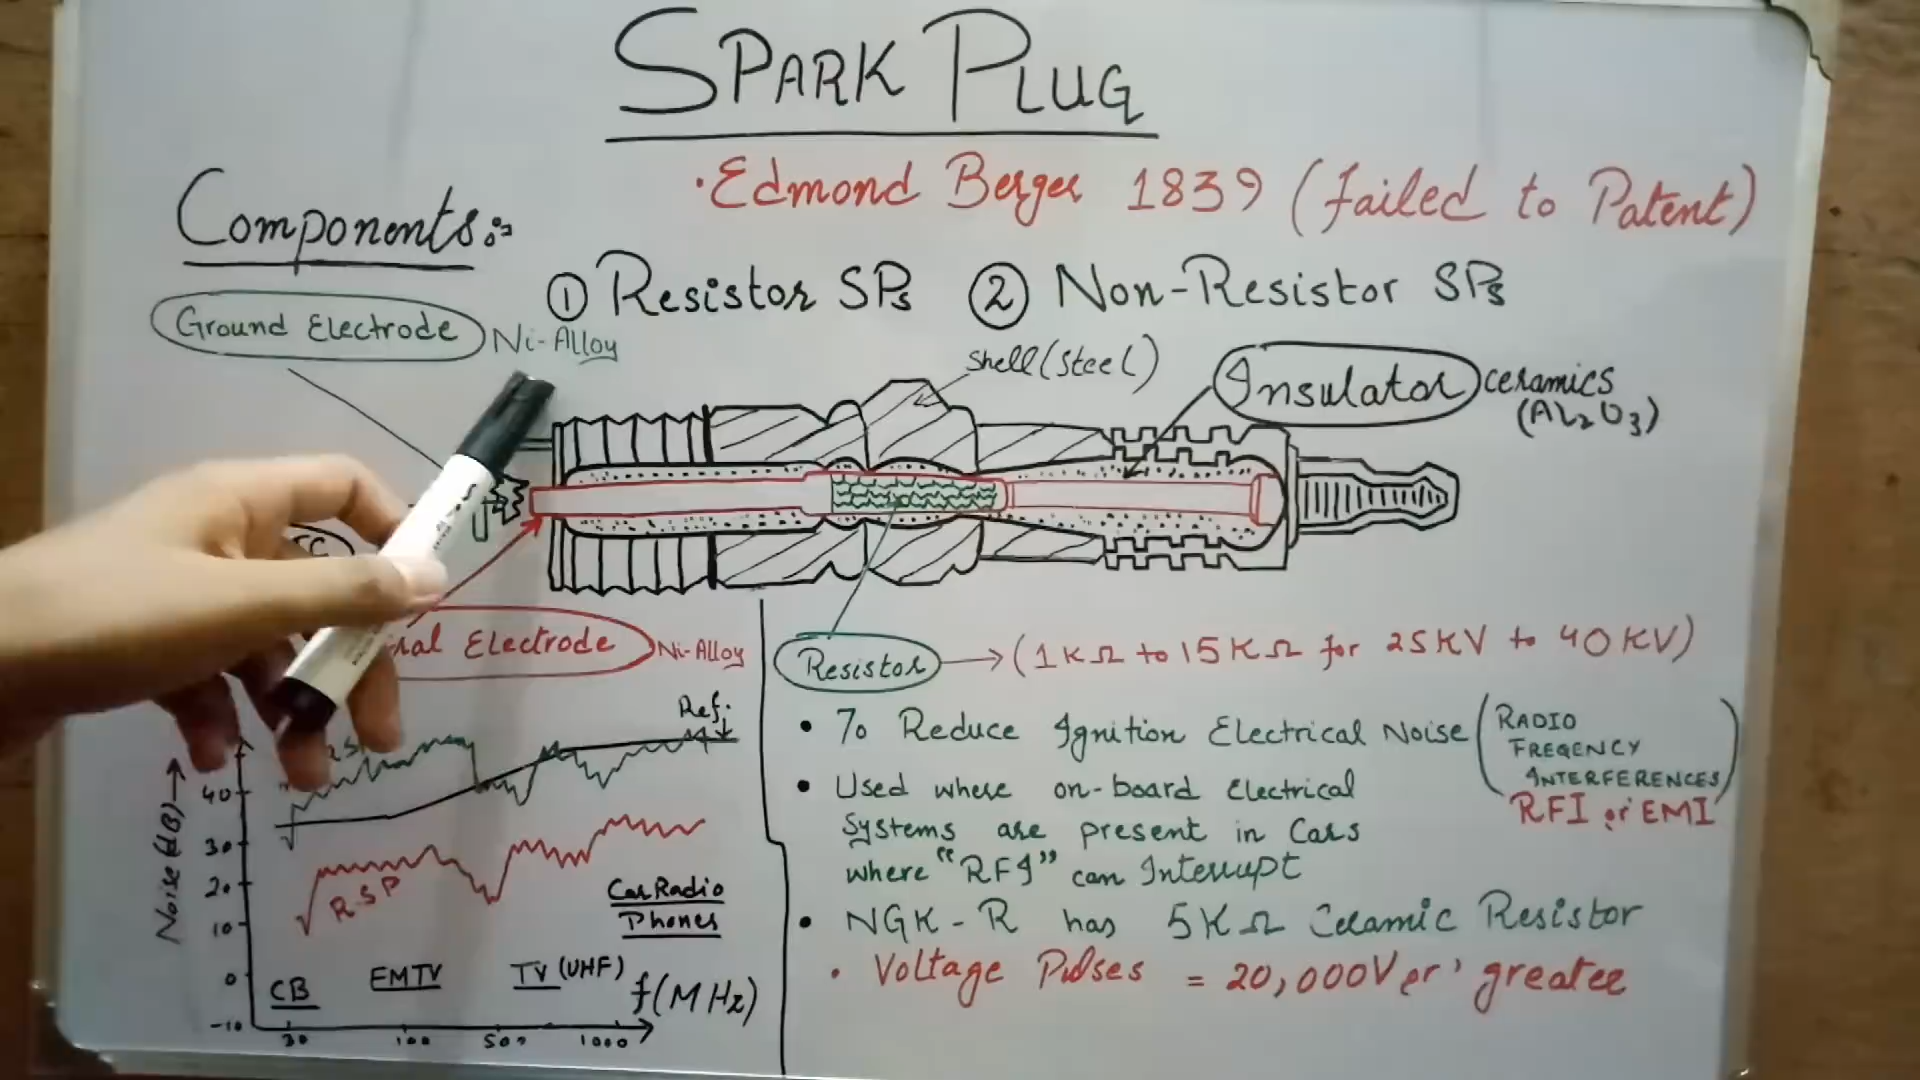 SPARK PLUG
• Edmond Berger 1839 (failed to Patent)
Components:-
① Resistor SPs ② Non-Resistor SPs
Ground Electrode Ni-Alloy
Shell (Steel)
Insulator ceramics
(Al2O3)
Electrode Ni-Alloy
Resistor → (1KΩ to 15KΩ for 25KV to 40KV)
• To Reduce Ignition Electrical Noise (RADIO
FREQENCY
INTERFERENCES)
RFI or EMI
• Used where on-board Electrical
Systems are present in Cars
where "RFI" can Interrupt
• NGK-R has 5KΩ Ceramic Resistor
• Voltage Pulses = 20,000V or greater
Noise (dB) →
Ref.
40
30
20
10
0
-10
R-SP
Car Radio
Phones
CB
FMTV
TV (UHF)
f(MHz)
30 100 500 1000